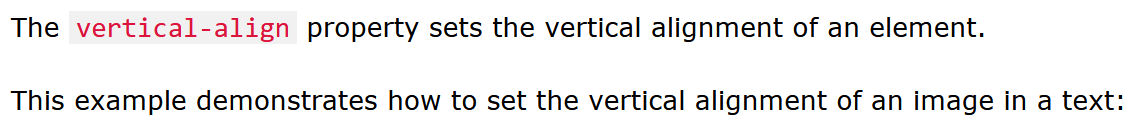 The vertical-align property sets the vertical alignment of an element.
This example demonstrates how to set the vertical alignment of an image in a text: